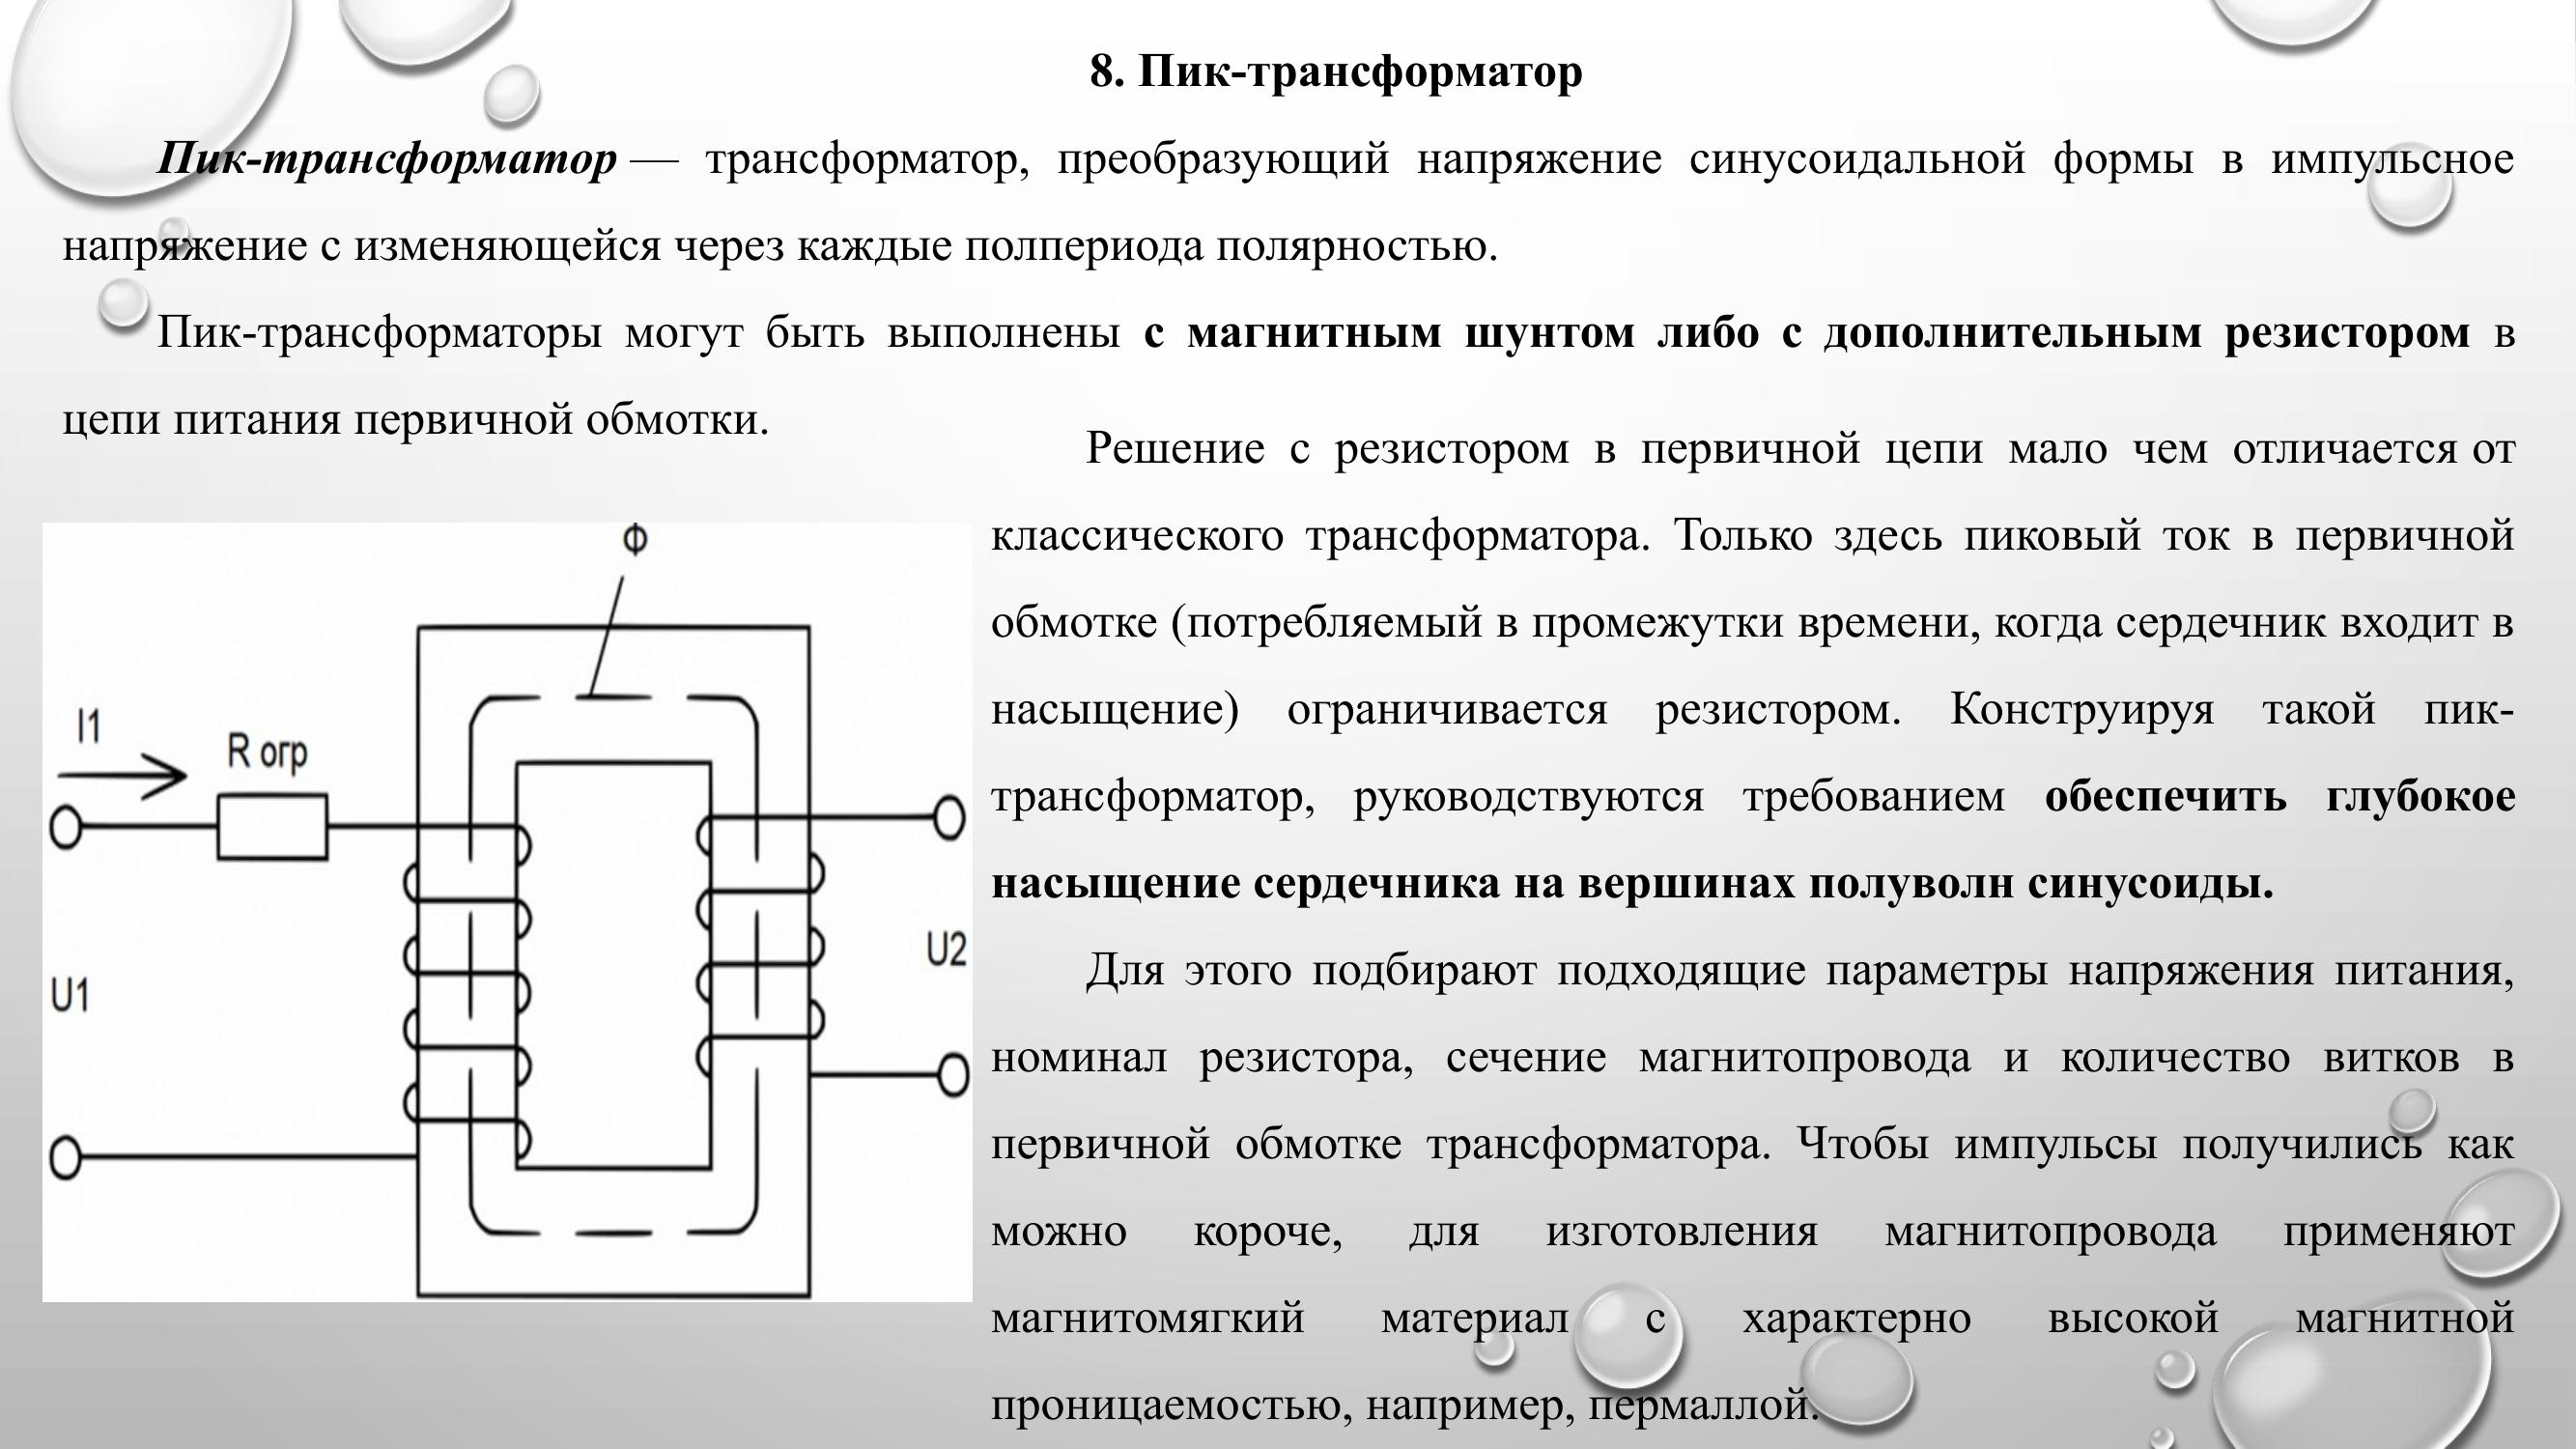 8. Пик-трансформатор
Пик-трансформатор — трансформатор, преобразующий напряжение синусоидальной формы в импульсное
напряжение с изменяющейся через каждые полпериода полярностью.
Пик-трансформаторы могут быть выполнены с магнитным шунтом либо с дополнительным резистором в
цепи питания первичной обмотки.
Ф
I1
R огр
U1
U2
Решение с резистором в первичной цепи мало чем отличается от
классического трансформатора. Только здесь пиковый ток в первичной
обмотке (потребляемый в промежутки времени, когда сердечник входит в
насыщение) ограничивается резистором. Конструируя такой пик-
трансформатор, руководствуются требованием обеспечить глубокое
насыщение сердечника на вершинах полуволн синусоиды.
Для этого подбирают подходящие параметры напряжения питания,
номинал резистора, сечение магнитопровода и количество витков в
первичной обмотке трансформатора. Чтобы импульсы получились как
можно короче, для изготовления магнитопровода применяют
магнитомягкий материал с характерно высокой магнитной
проницаемостью, например, пермаллой.